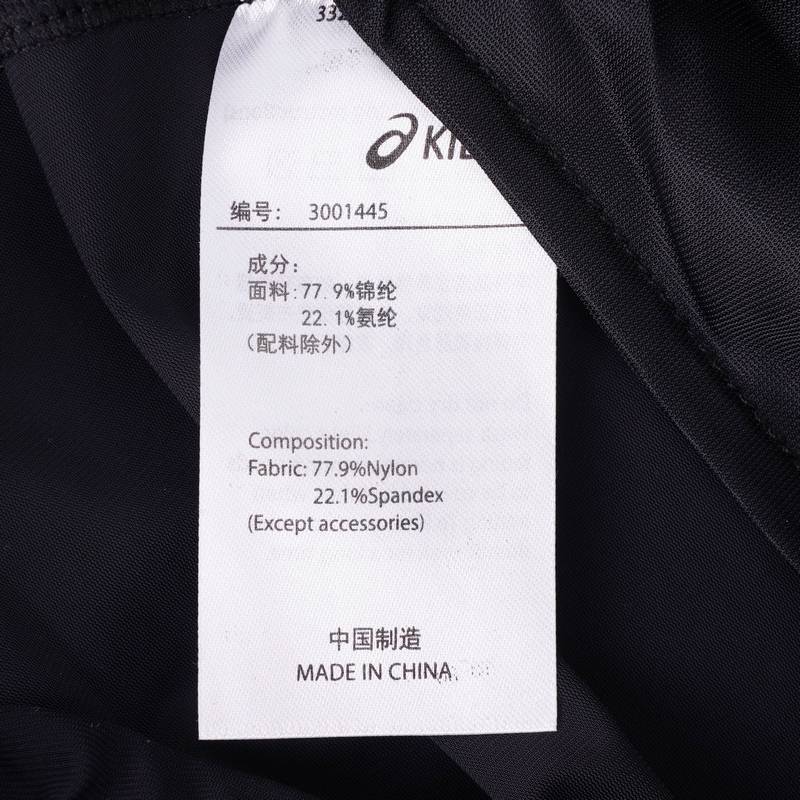 332
编号： 3001445
成分：
面料：77.9%锦纶
22.1%氨纶
（配料除外）
Composition:
Fabric: 77.9%Nylon
22.1%Spandex
(Except accessories)
中国制造
MADE IN CHINA